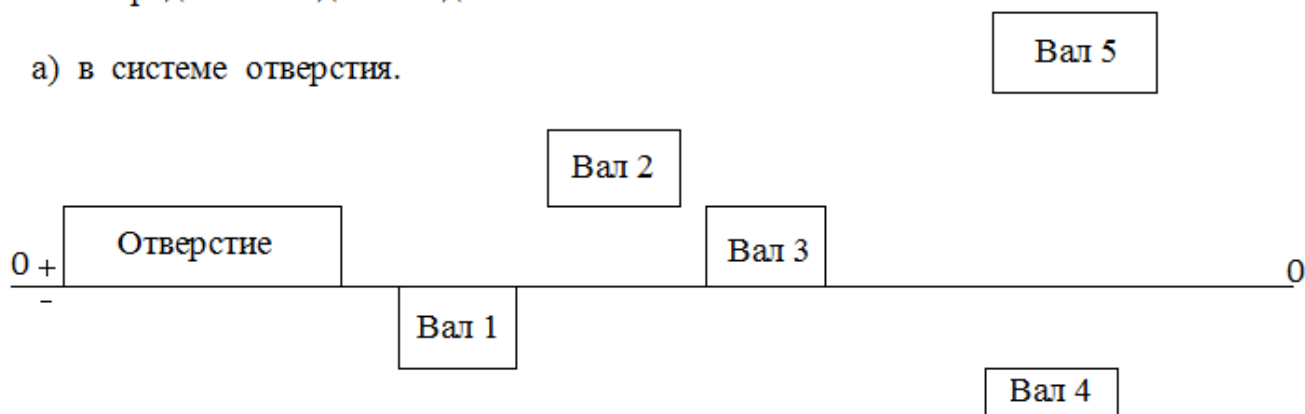 Вал 5
а) в системе отверстия.
Вал 2
Отверстие
Вал 3
0 +
0
-
Вал 1
Вал 4